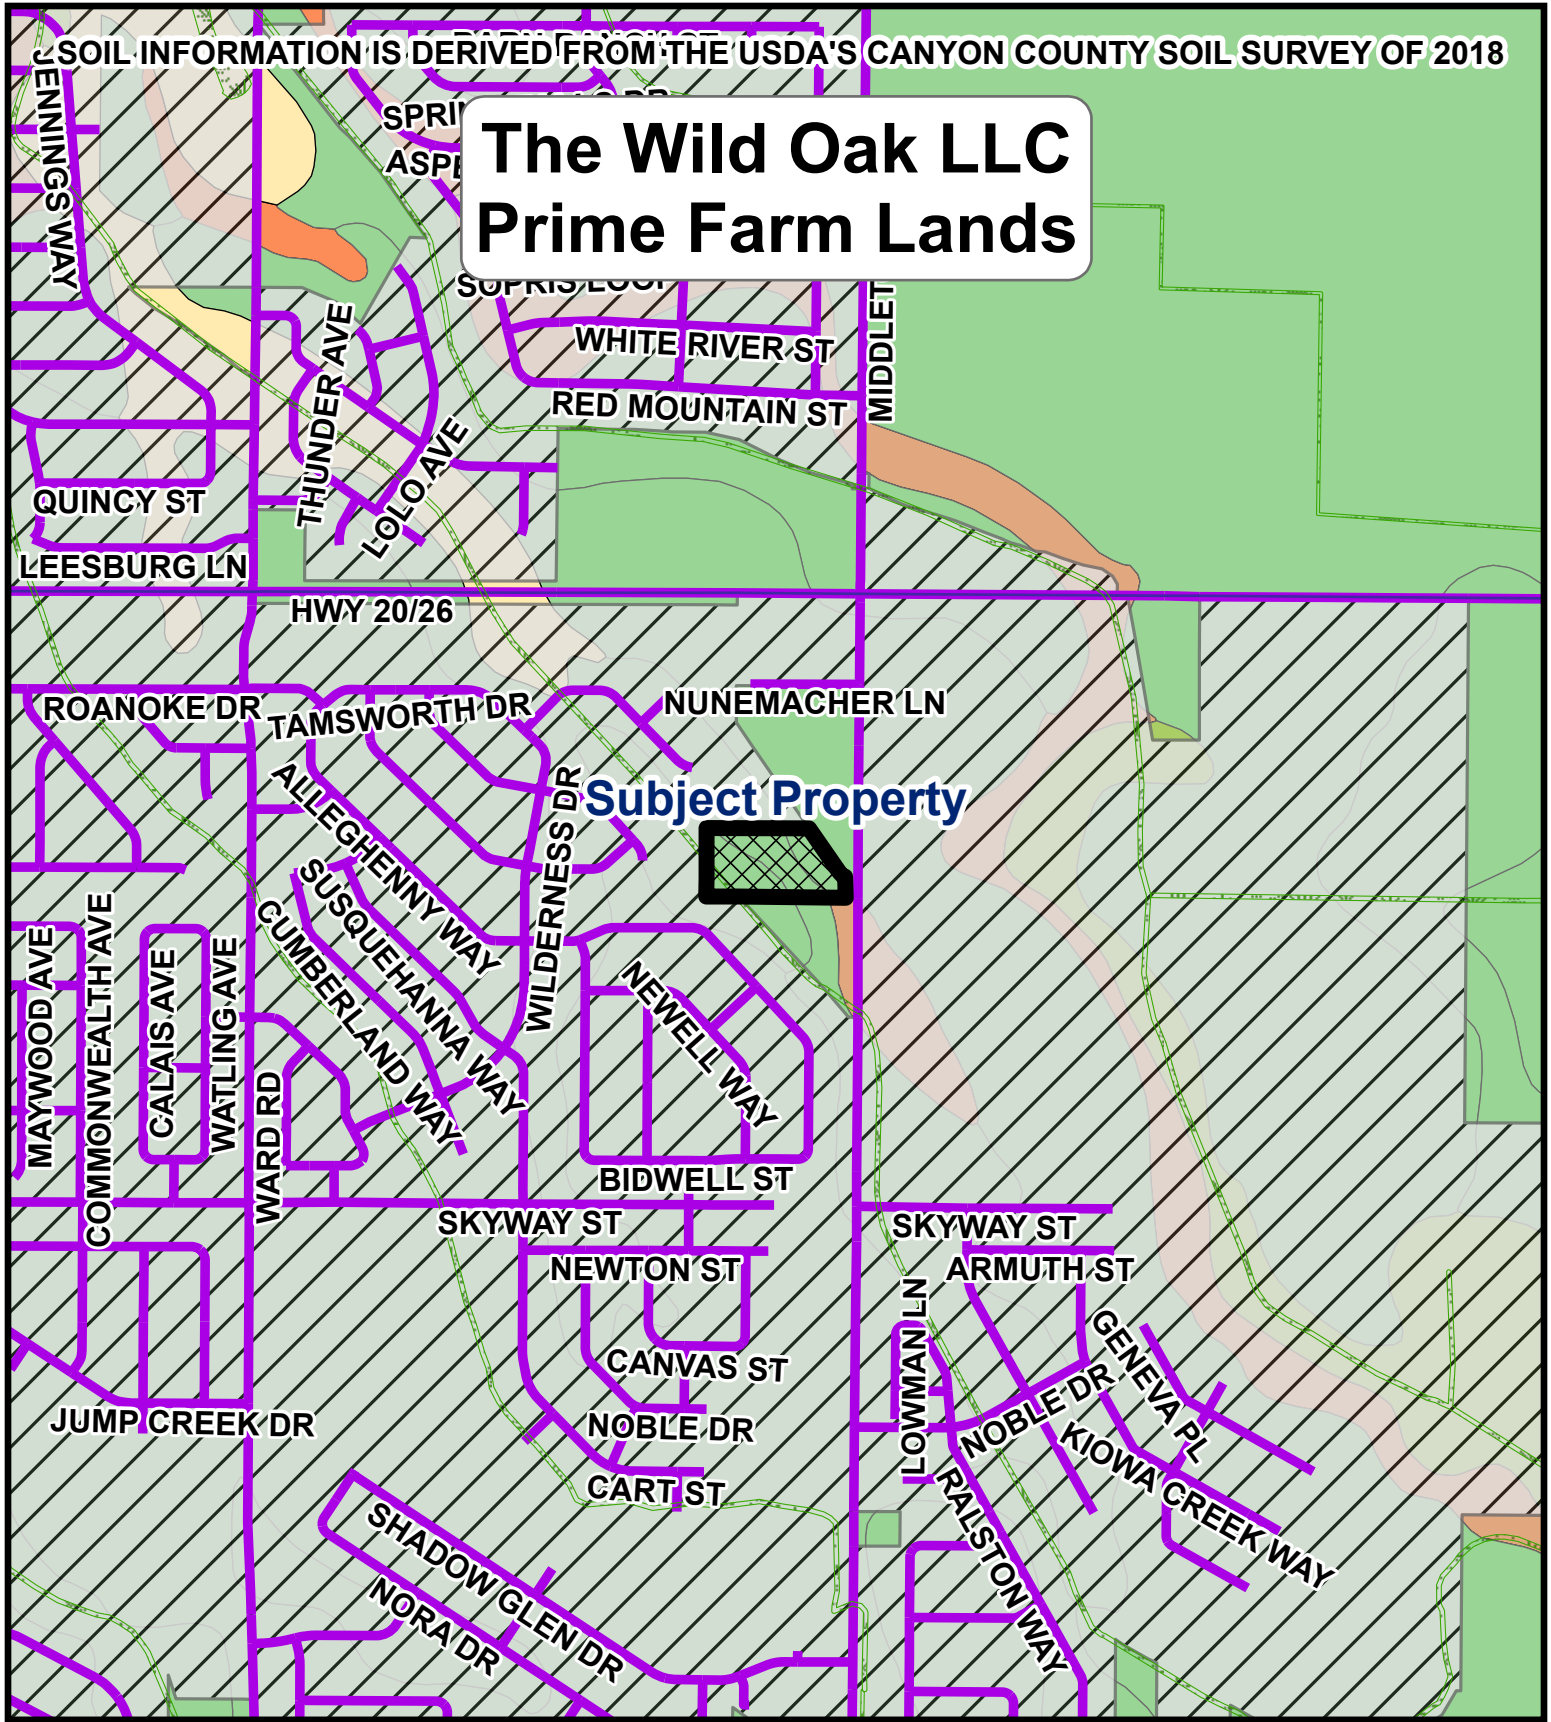 SOIL INFORMATION IS DERIVED FROM THE USDA'S CANYON COUNTY SOIL SURVEY OF 2018
The Wild Oak LLC
Prime Farm Lands
JENNINGS WAY
SOPRIS LOOP
WHITE RIVER ST
RED MOUNTAIN ST
THUNDER AVE
LOLO AVE
QUINCY ST
LEESBURG LN
HWY 20/26
ROANOKE DR
TAMSWORTH DR
NUNEMACHER LN
Subject Property
ALLEGHENNY WAY
WILDERNESS DR
SUSQUEHANNA WAY
CUMBERLAND WAY
MAYWOOD AVE
COMMONWEALTH AVE
CALAIS AVE
WATLING AVE
WARD RD
NEWELL WAY
BIDWELL ST
SKYWAY ST
SKYWAY ST
NEWTON ST
ARMUTH ST
LOWMAN LN
GENEVA PL
CANVAS ST
NOBLE DR
NOBLE DR
JUMP CREEK DR
KIOWA CREEK WAY
CART ST
RALSTON WAY
SHADOW GLEN DR
NORA DR